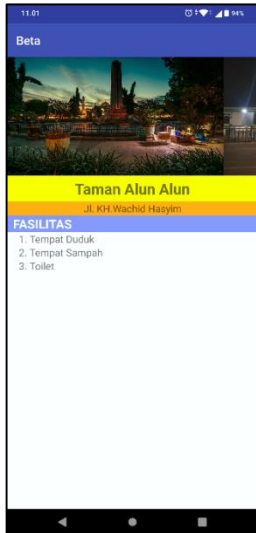 11.01
94%
Beta
Taman Alun Alun
Jl. KH.Wachid Hasyim
FASILITAS
1. Tempat Duduk
2. Tempat Sampah
3. Toilet